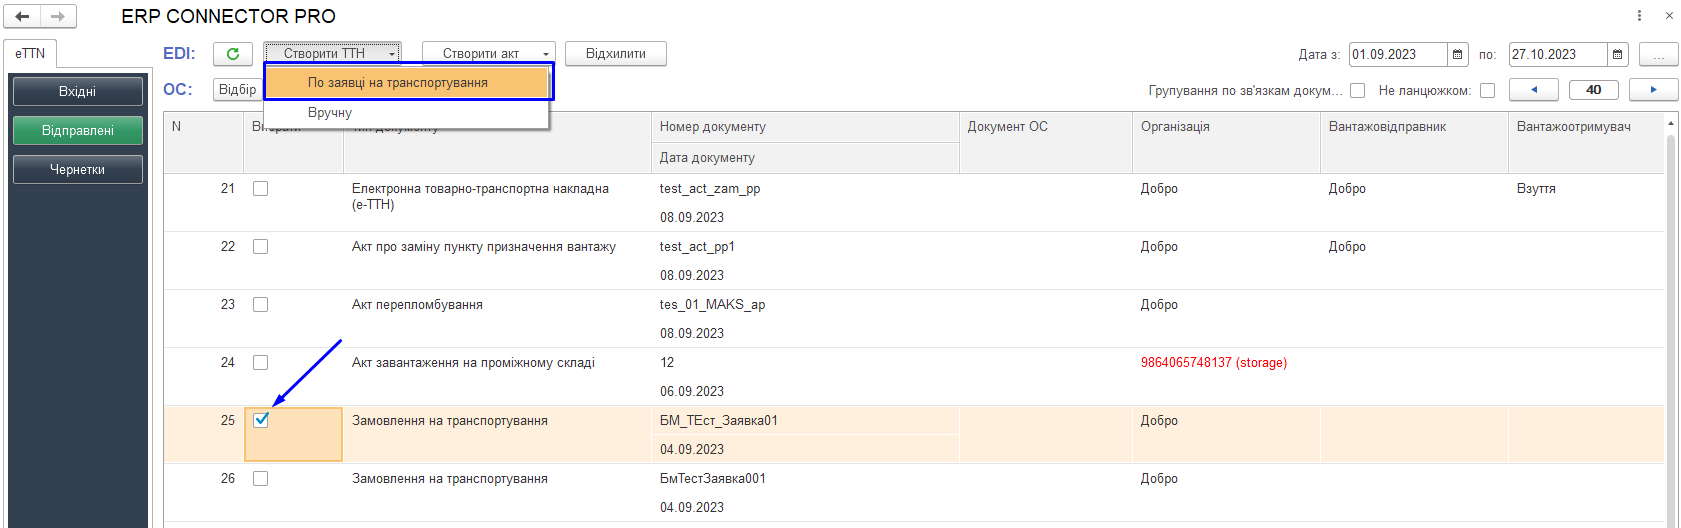 ERP CONNECTOR PRO
еТТN
EDI:
Створити ТТН
Створити акт
Відхилити
Дата з: 01.09.2023 по: 27.10.2023 ...
По заявці на транспортування
Вручну
ОС: Відбір
Групування по зв'язкам докум... Не ланцюжком: 40
Вхідні
Відправлені
Чернетки
N
Номер документу
Дата документу
Документ ОС
Організація
Вантажовідправник
Вантажоотримувач
21 Електронна товарно-транспортна накладна test_act_zam_pp Добро Добро Взуття
(е-ТТН)
08.09.2023
22 Акт про заміну пункту призначення вантажу test_act_pp1 Добро Добро
08.09.2023
23 Акт перепломбування tes_01_MAKS_ap Добро
08.09.2023
24 Акт завантаження на проміжному складі 12 9864065748137 (storage)
06.09.2023
25 Замовлення на транспортування БМ_ТЕст_Заявка01 Добро
04.09.2023
26 Замовлення на транспортування БмТестЗаявка001 Добро
04.09.2023